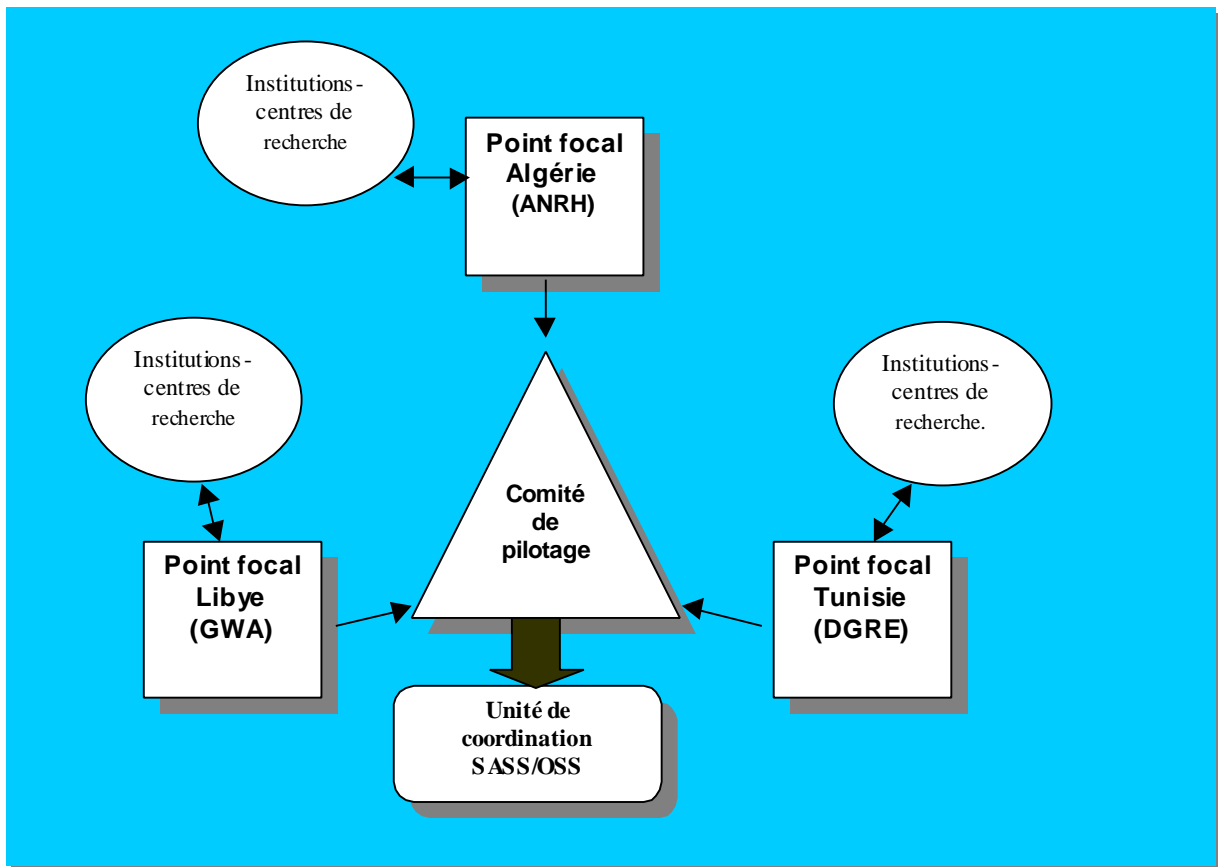 Institutions-
centres de
recherche
Point focal
Algérie
(ANRH)
Institutions-
centres de
recherche
Institutions-
centres de
recherche.
Comité
de
pilotage
Point focal
Libye
(GWA)
Point focal
Tunisie
(DGRE)
Unité de
coordination
SASS/OSS